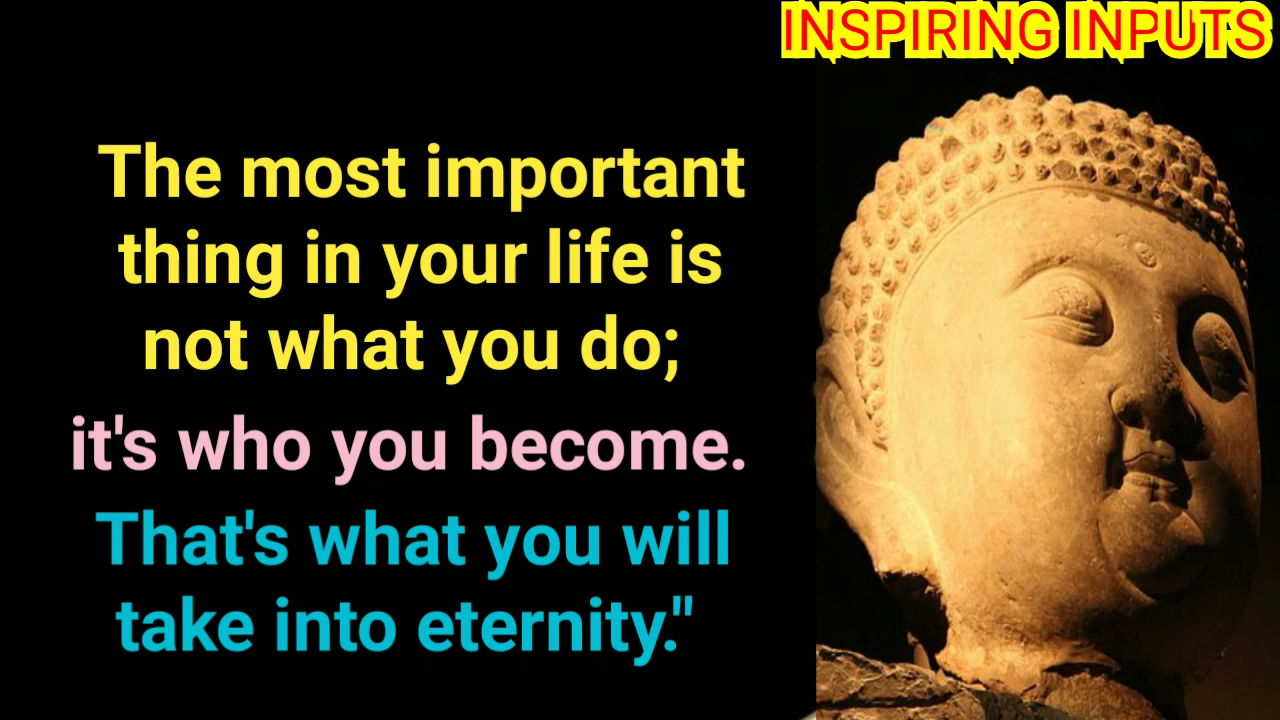 INSPIRING INPUTS
The most important
thing in your life is
not what you do;
it's who you become.
That's what you will
take into eternity."